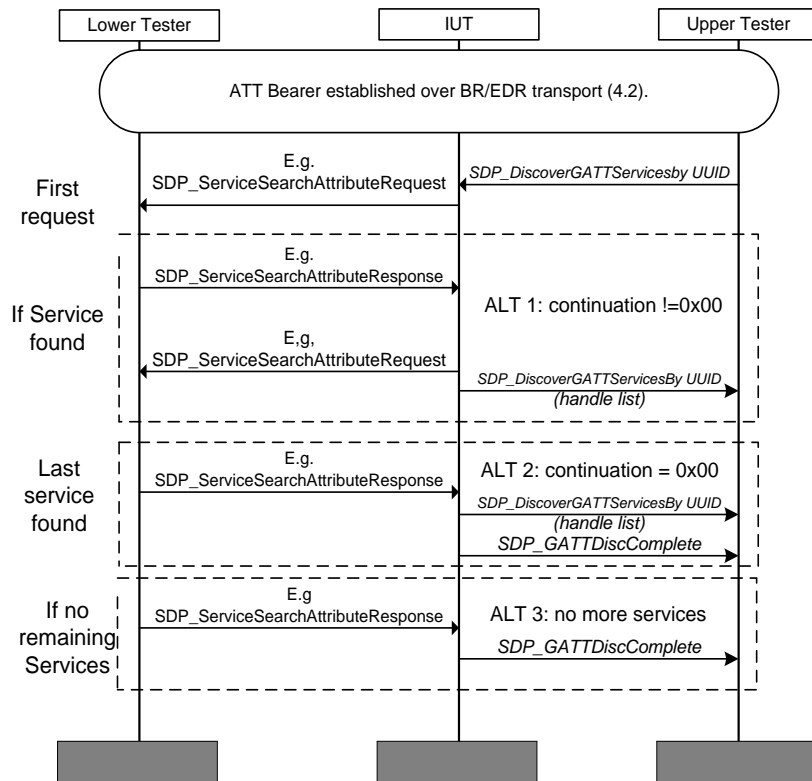 Lower Tester
IUT
Upper Tester
ATT Bearer established over BR/EDR transport (4.2).
First
request
E.g.
SDP_ServiceSearchAttributeRequest
SDP_DiscoverGATTServicesby UUID
If Service
found
E.g.
SDP_ServiceSearchAttributeResponse
ALT 1: continuation !=0x00
E,g,
SDP_ServiceSearchAttributeRequest
SDP_DiscoverGATTServicesBy UUID
(handle list)
Last
service
found
E.g.
SDP_ServiceSearchAttributeResponse
ALT 2: continuation = 0x00
SDP_DiscoverGATTServicesBy UUID
(handle list)
SDP_GATTDiscComplete
If no
remaining
Services
E.g
SDP_ServiceSearchAttributeResponse
ALT 3: no more services
SDP_GATTDiscComplete